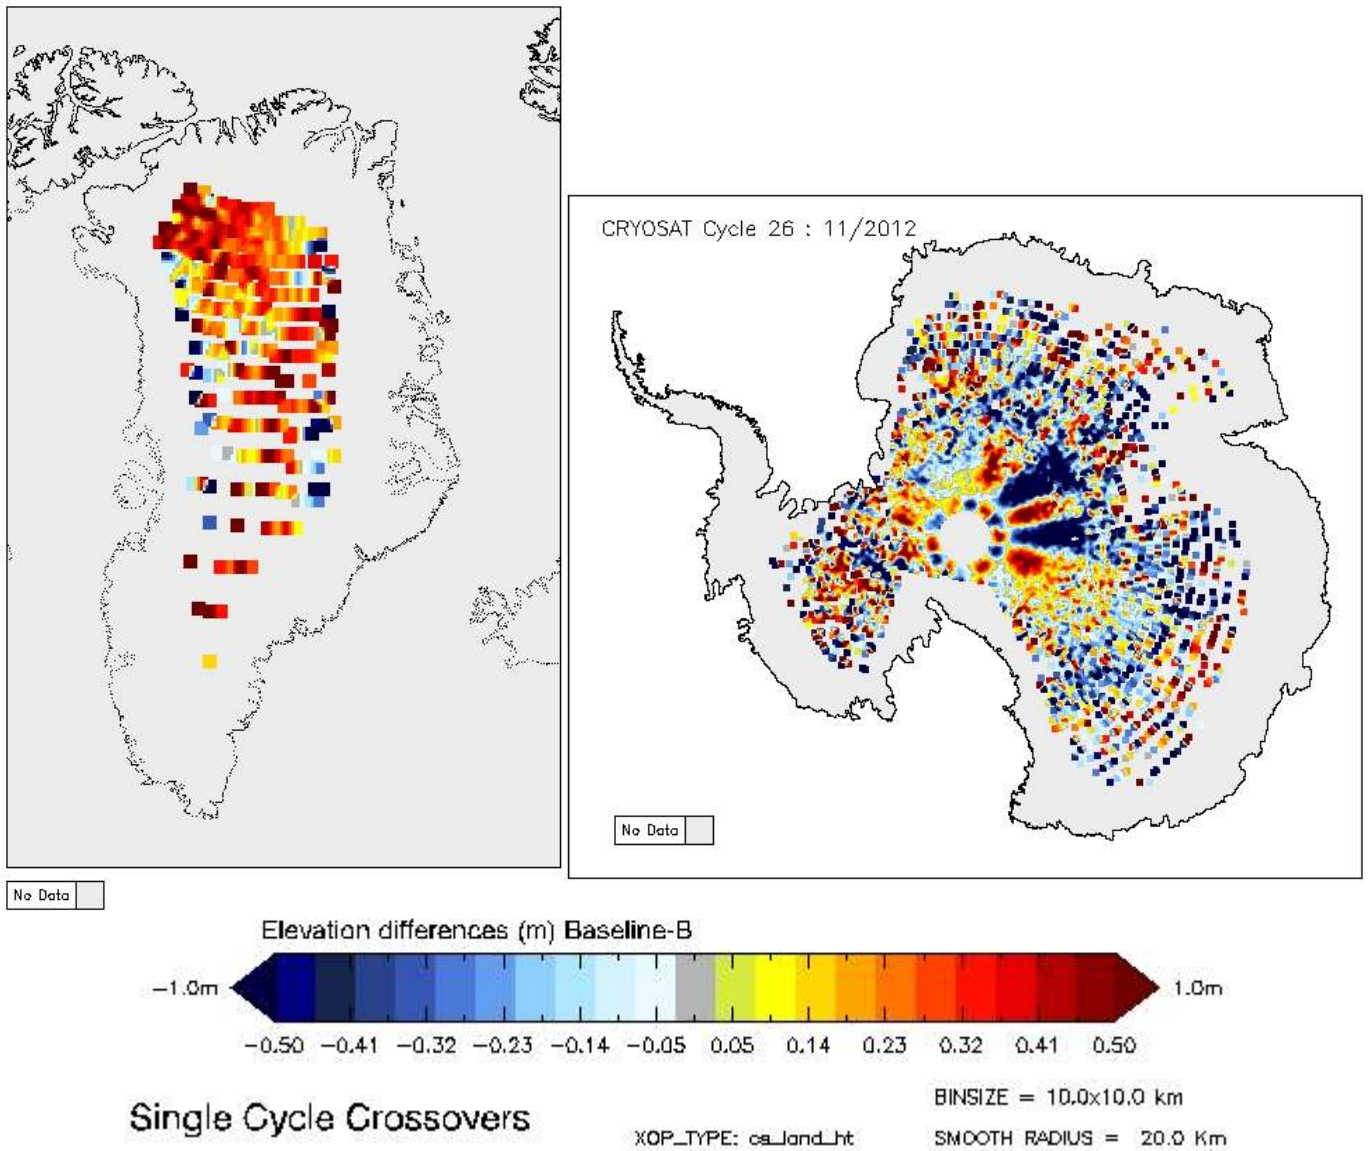 CRYOSAT Cycle 26 : 11/2012
No Data
No Data
Elevation differences (m) Baseline-B
−1.0m
1.0m
−0.50 −0.41 −0.32 −0.23 −0.14 −0.05 0.05 0.14 0.23 0.32 0.41 0.50
BINSIZE = 10.0x10.0 km
Single Cycle Crossovers
XOP_TYPE: cs_land_ht
SMOOTH RADIUS = 20.0 Km